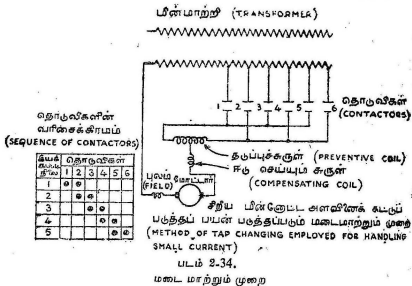 மின்மாற்றி (TRANSFORMER)
1 2 3 4 5 6
தொடுவிகள்
(CONTACTORS)
தொடுவிகளின்
வரிசைக்கிரமம்
(SEQUENCE OF CONTACTORS)
தொடுவிகள்
நிலை 1 2 3 4 5 6
1
2
3
4
5
தடுப்புச்சுருள் (PREVENTIVE COIL)
ஈடு செய்யும் சுருள்
(COMPENSATING COIL)
புலம்
(FIELD)
மோட்டார்
சிறிய மின்னோட்ட அளவினைக் கட்டுப்
படுத்தப் பயன் படுத்தப்படும் மடைமாற்றும் முறை
(METHOD OF TAP CHANGING EMPLOYED FOR HANDLING
SMALL CURRENT)
படம் 2-34.
மடை மாற்றும் முறை